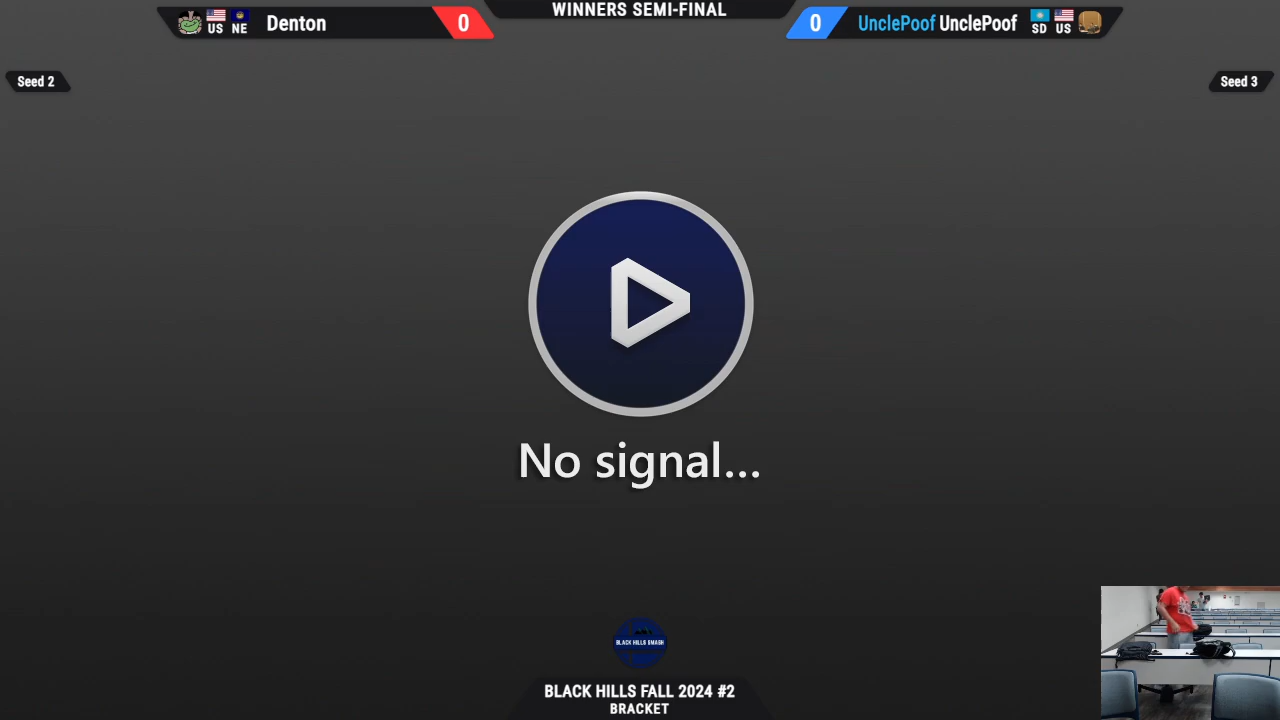 WINNERS SEMI-FINAL
US NE Denton 0
0 UnclePoof UnclePoof SD US
Seed 2
Seed 3
No signal...
BLACK HILLS SMASH
BLACK HILLS FALL 2024 #2
BRACKET